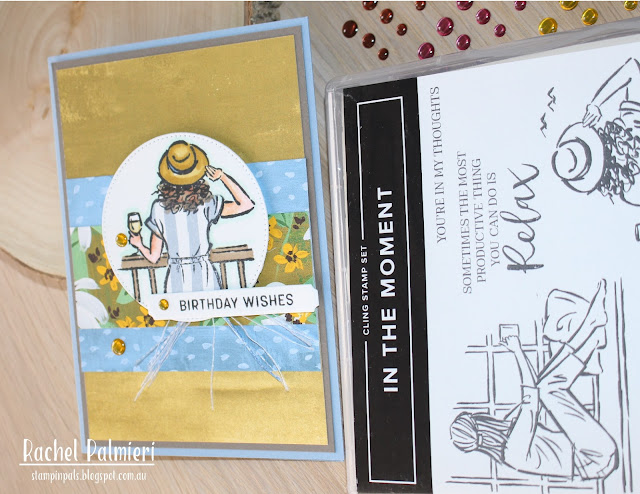 BIRTHDAY WISHES
CLING STAMP SET
IN THE MOMENT
YOU'RE IN MY THOUGHTS
SOMETIMES THE MOST
PRODUCTIVE THING
YOU CAN DO IS
Relax
Rachel Palmieri
stampinpals.blogspot.com.au